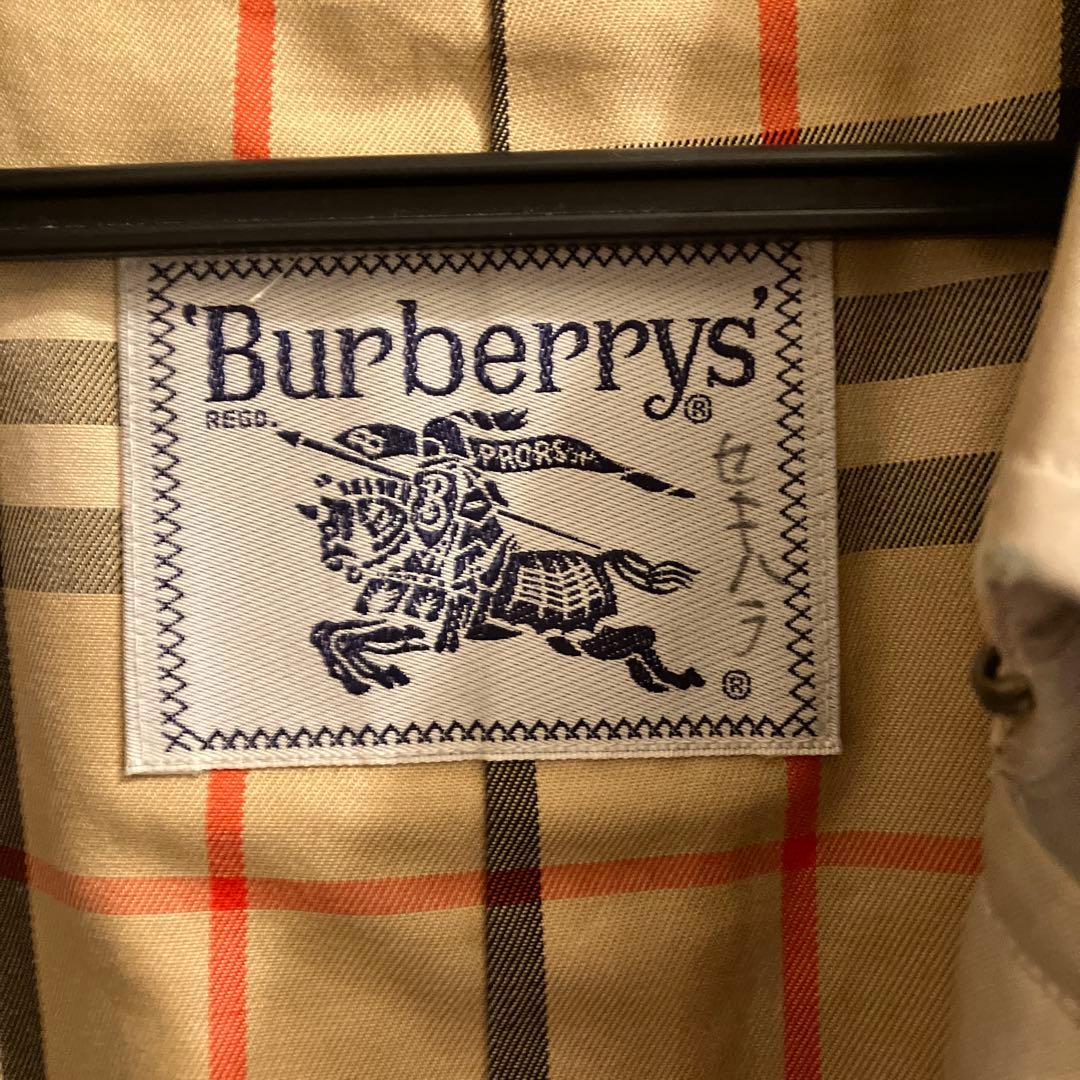 'Burberrys'
®
REGD.
PRORSUM
B
セキハラ
®